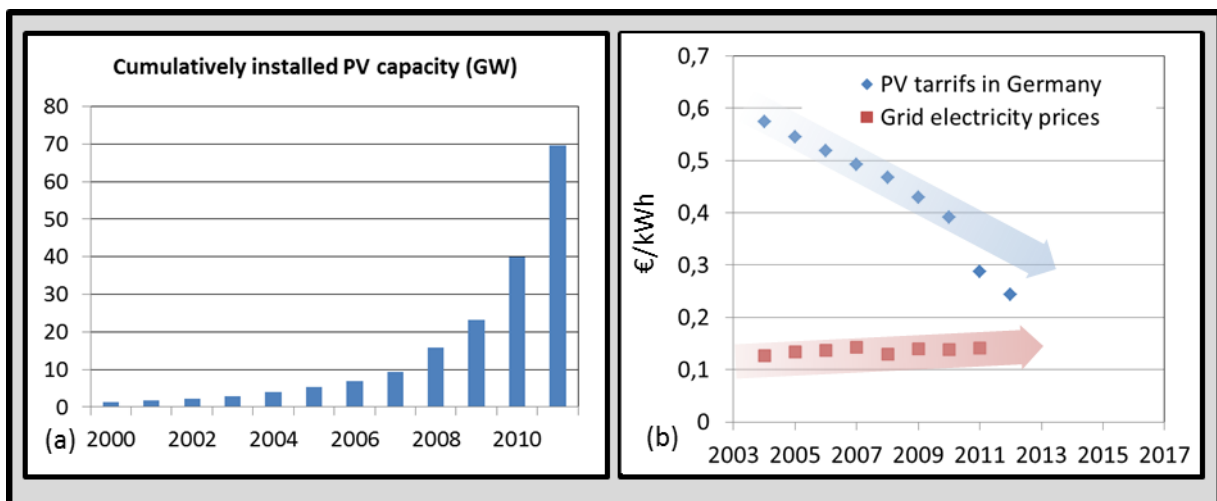 Cumulatively installed PV capacity (GW)
80
70
60
50
40
30
20
10
0
2000 2002 2004 2006 2008 2010
(a)
0,7
0,6
0,5
0,4
0,3
0,2
0,1
0
€/kWh
PV tarrifs in Germany
Grid electricity prices
(b)
2003 2005 2007 2009 2011 2013 2015 2017